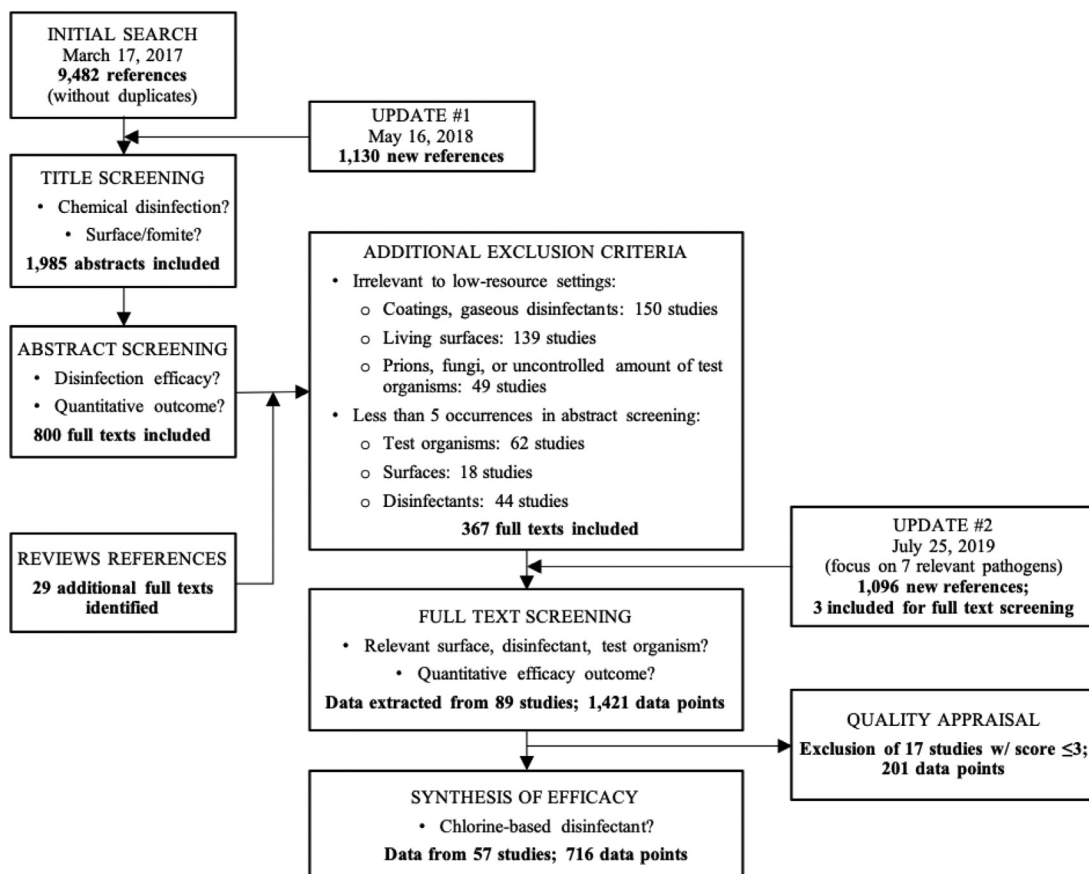 INITIAL SEARCH
March 17, 2017
9,482 references
(without duplicates)
UPDATE #1
May 16, 2018
1,130 new references
TITLE SCREENING
• Chemical disinfection?
• Surface/fomite?
1,985 abstracts included
ABSTRACT SCREENING
• Disinfection efficacy?
• Quantitative outcome?
800 full texts included
REVIEWS REFERENCES
29 additional full texts
identified
ADDITIONAL EXCLUSION CRITERIA
• Irrelevant to low-resource settings:
o Coatings, gaseous disinfectants: 150 studies
o Living surfaces: 139 studies
o Prions, fungi, or uncontrolled amount of test
organisms: 49 studies
• Less than 5 occurrences in abstract screening:
o Test organisms: 62 studies
o Surfaces: 18 studies
o Disinfectants: 44 studies
367 full texts included
UPDATE #2
July 25, 2019
(focus on 7 relevant pathogens)
1,096 new references;
3 included for full text screening
FULL TEXT SCREENING
• Relevant surface, disinfectant, test organism?
• Quantitative efficacy outcome?
Data extracted from 89 studies; 1,421 data points
QUALITY APPRAISAL
Exclusion of 17 studies w/ score ≤3;
201 data points
SYNTHESIS OF EFFICACY
• Chlorine-based disinfectant?
Data from 57 studies; 716 data points